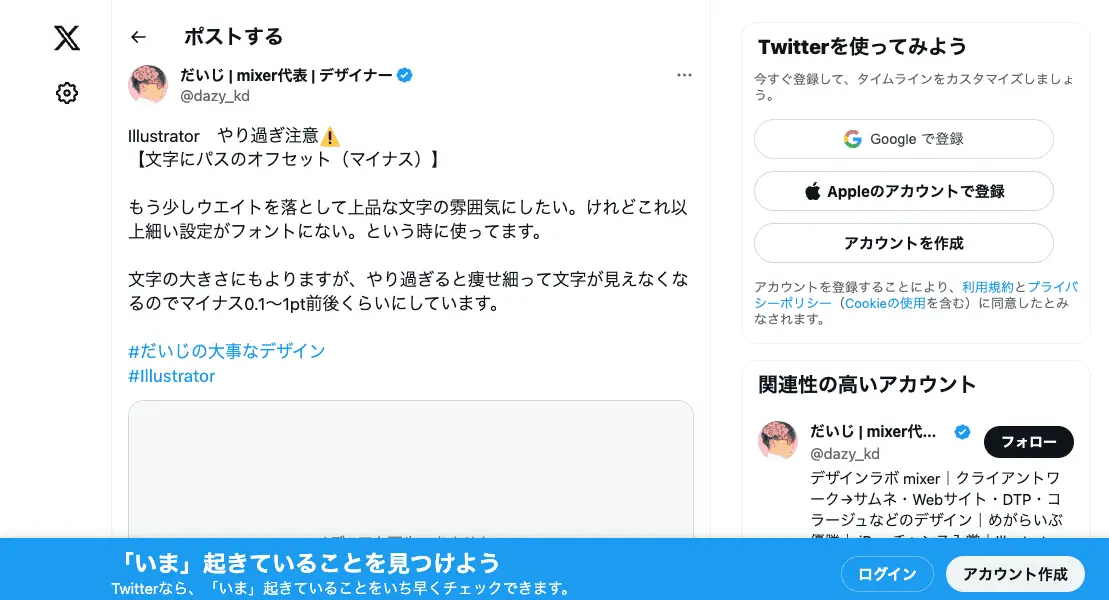 ポストする
だいじ | mixer代表 | デザイナー
@dazy_kd
Illustrator　やり過ぎ注意⚠️
【文字にパスのオフセット（マイナス）】
もう少しウエイトを落として上品な文字の雰囲気にしたい。けれどこれ以
上細い設定がフォントにない。という時に使ってます。
文字の大きさにもよりますが、やり過ぎると痩せ細って文字が見えなくな
るのでマイナス0.1〜1pt前後くらいにしています。
#だいじの大事なデザイン
#Illustrator
Twitterを使ってみよう
今すぐ登録して、タイムラインをカスタマイズしましょ
う。
Google で登録
Appleのアカウントで登録
アカウントを作成
アカウントを登録することにより、利用規約とプライバ
シーポリシー（Cookieの使用を含む）に同意したとみ
なされます。
関連性の高いアカウント
だいじ | mixer代...
フォロー
@dazy_kd
デザインラボ mixer｜クライアントワ
ーク→サムネ・Webサイト・DTP・コ
ラージュなどのデザイン｜めがらいぶ
「いま」起きていることを見つけよう
Twitterなら、「いま」起きていることをいち早くチェックできます。
ログイン
アカウント作成